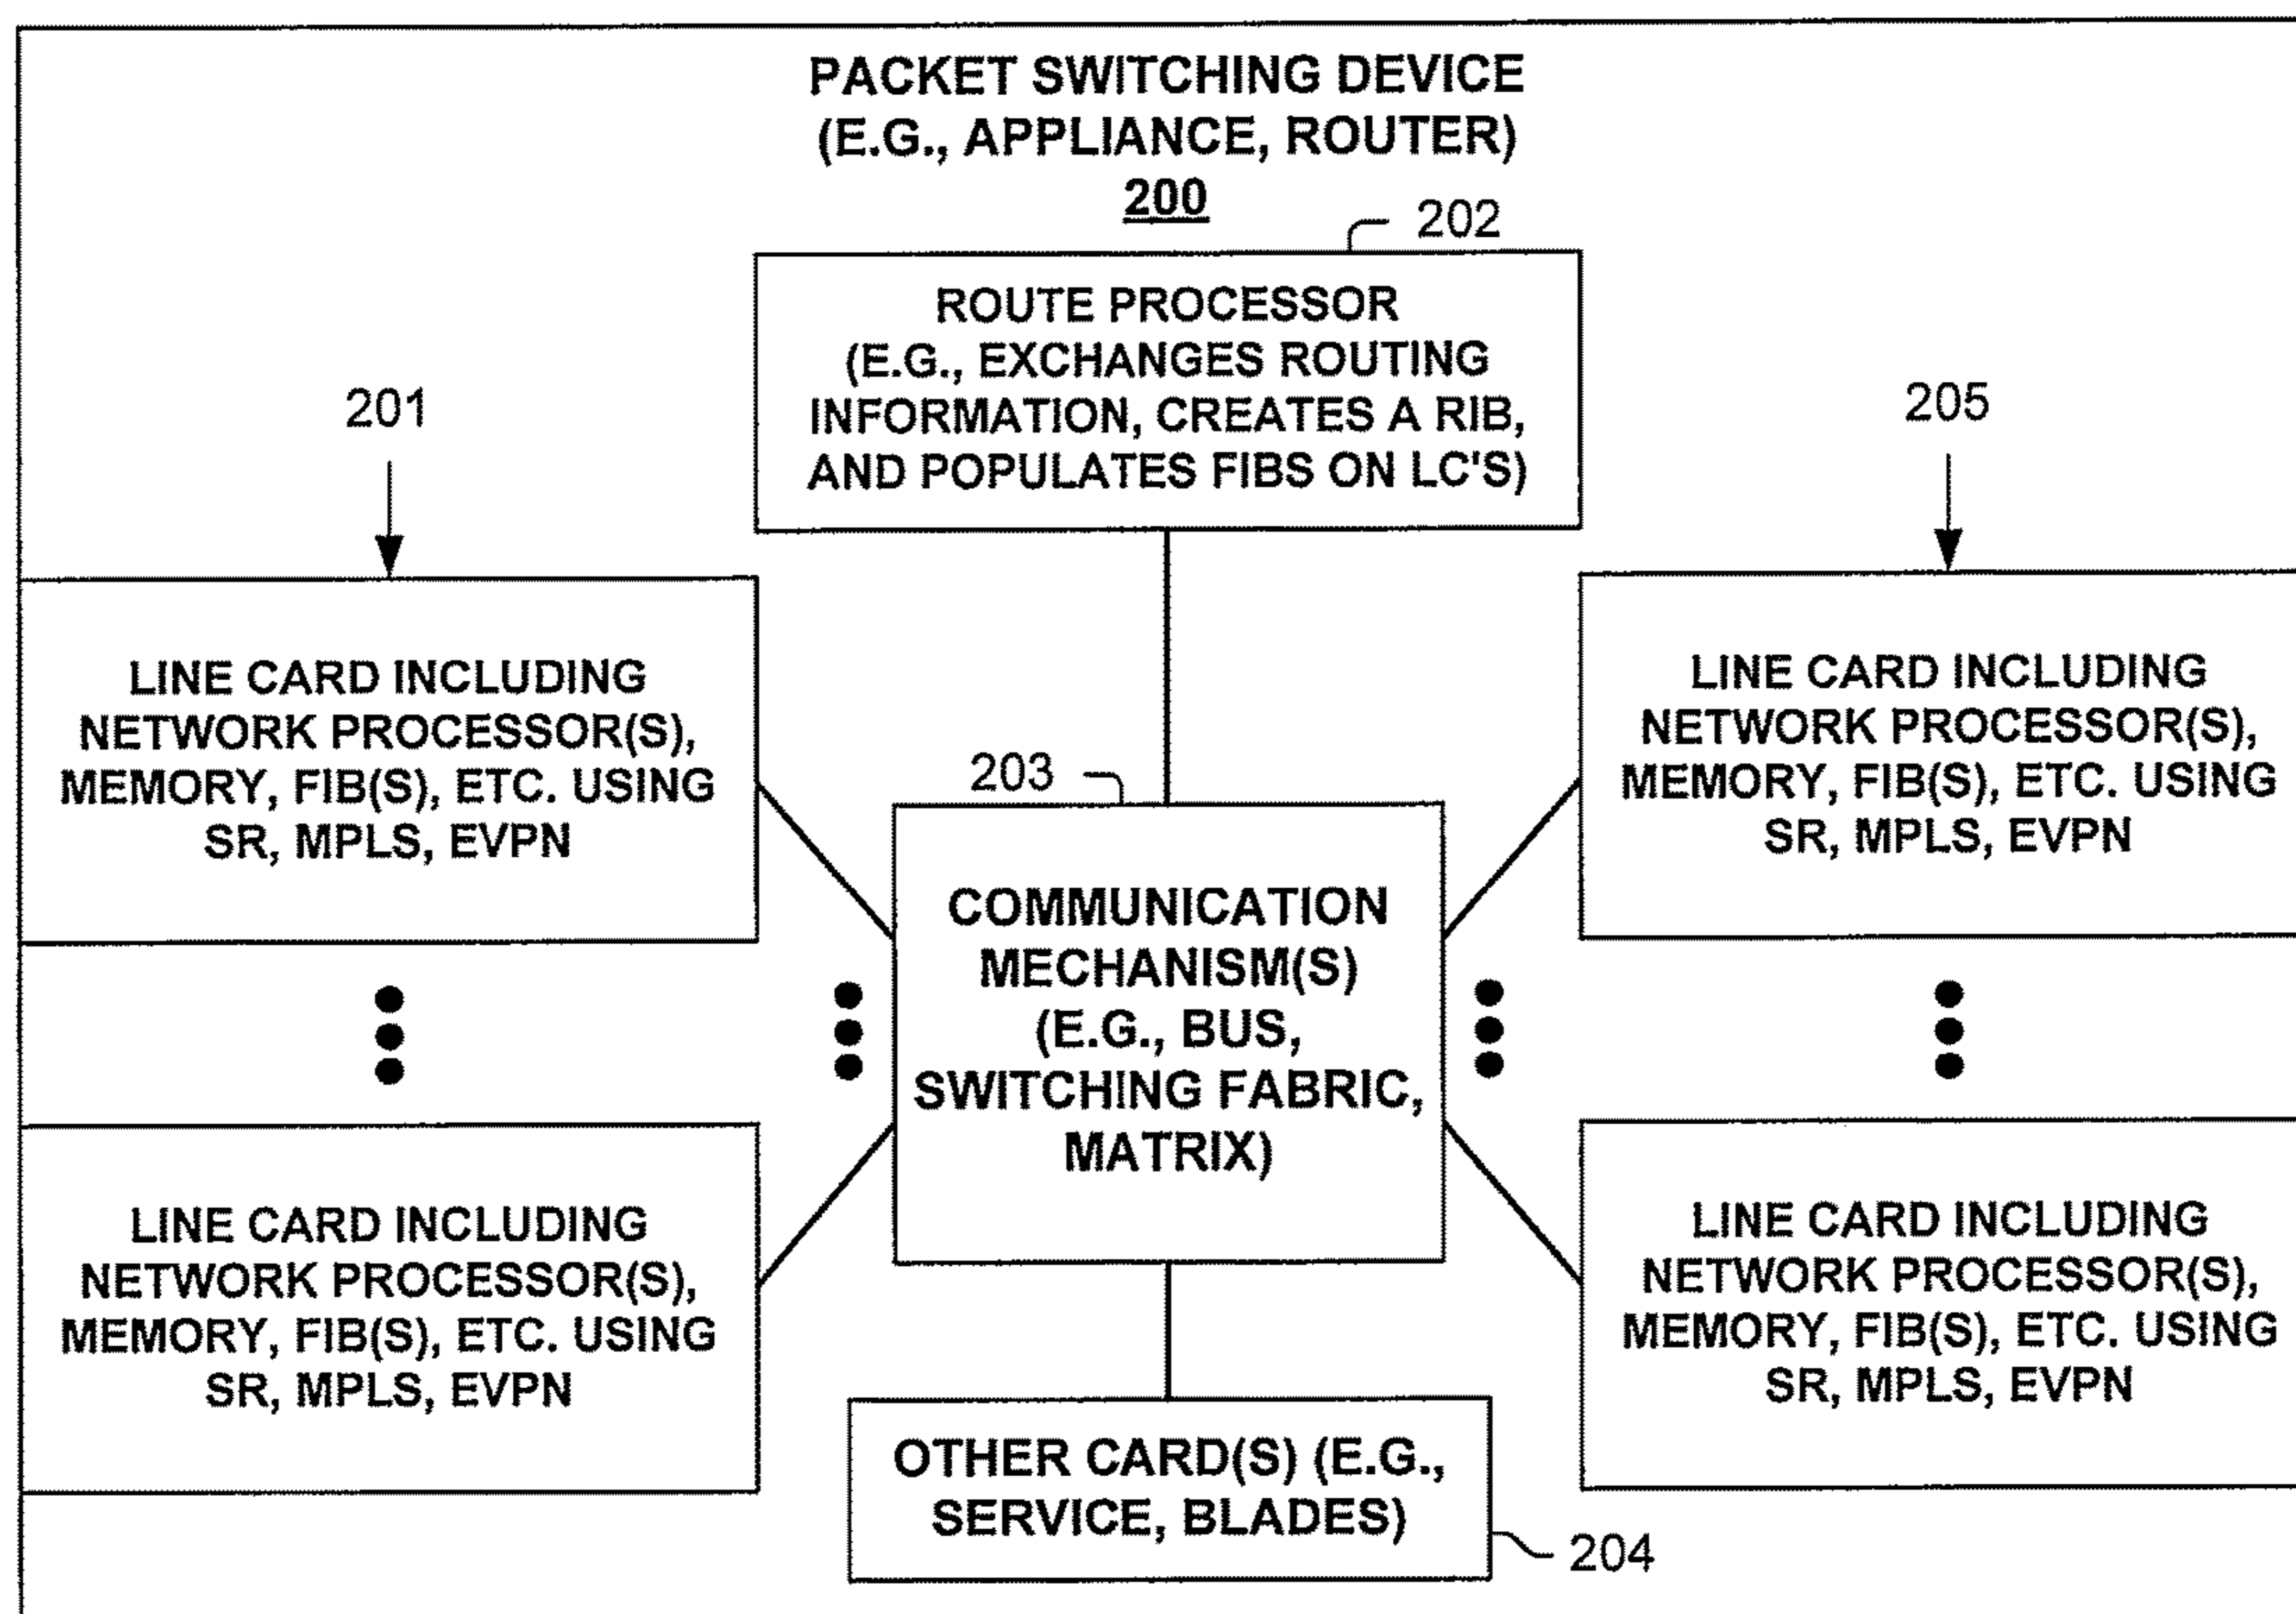 PACKET SWITCHING DEVICE
(E.G., APPLIANCE, ROUTER)
200
202
ROUTE PROCESSOR
(E.G., EXCHANGES ROUTING
INFORMATION, CREATES A RIB,
AND POPULATES FIBS ON LC'S)
201
205
LINE CARD INCLUDING
NETWORK PROCESSOR(S),
MEMORY, FIB(S), ETC. USING
SR, MPLS, EVPN
LINE CARD INCLUDING
NETWORK PROCESSOR(S),
MEMORY, FIB(S), ETC. USING
SR, MPLS, EVPN
203
COMMUNICATION
MECHANISM(S)
(E.G., BUS,
SWITCHING FABRIC,
MATRIX)
LINE CARD INCLUDING
NETWORK PROCESSOR(S),
MEMORY, FIB(S), ETC. USING
SR, MPLS, EVPN
LINE CARD INCLUDING
NETWORK PROCESSOR(S),
MEMORY, FIB(S), ETC. USING
SR, MPLS, EVPN
OTHER CARD(S) (E.G.,
SERVICE, BLADES)
204